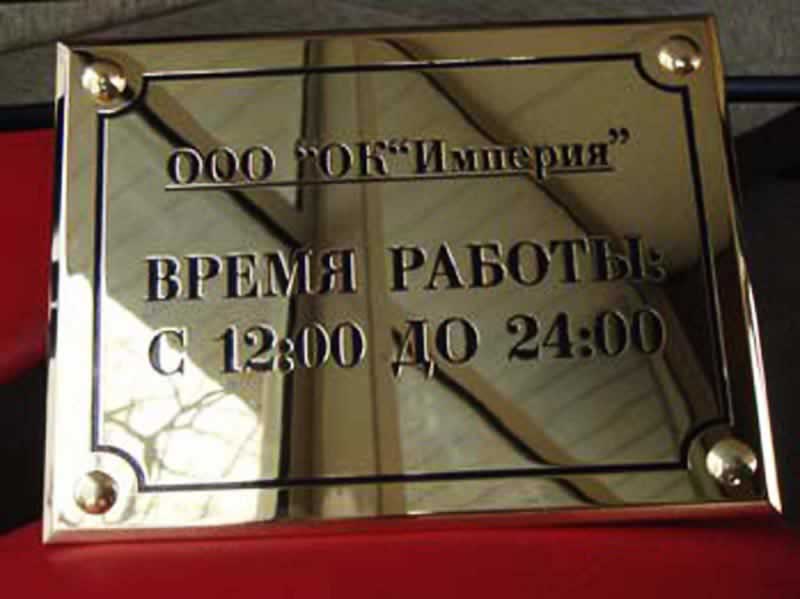 ООО "ОК"Империя"
ВРЕМЯ РАБОТЫ:
С 12:00 ДО 24:00